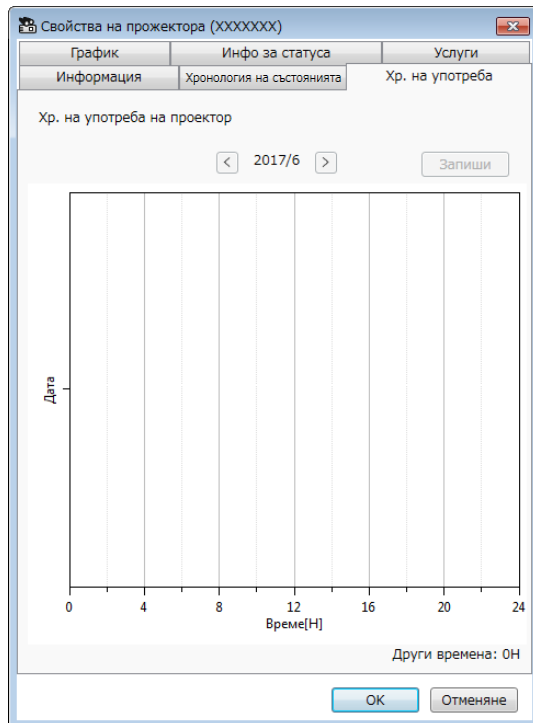 Свойства на прожектора (XXXXXXX)
График Инфо за статуса Услуги
Информация Хронология на състоянията Хр. на употреба
Хр. на употреба на проектор
< 2017/6 > Запиши
Дата
0 4 8 12 16 20 24
Време[H]
Други времена: 0H
OK Отменяне